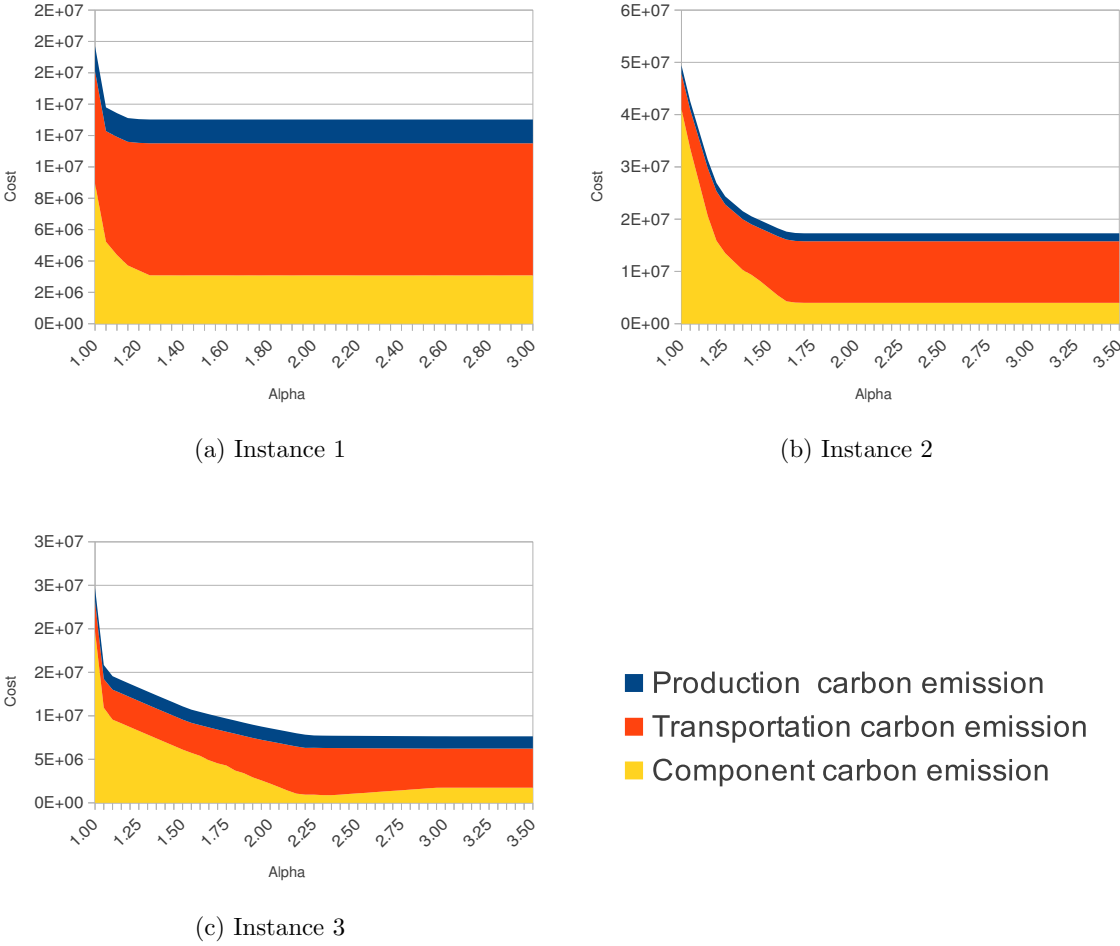 2E+07
2E+07
2E+07
1E+07
1E+07
1E+07
8E+06
6E+06
4E+06
2E+06
0E+00
Cost
1.00 1.20 1.40 1.60 1.80 2.00 2.20 2.40 2.60 2.80 3.00
Alpha
(a) Instance 1
6E+07
5E+07
4E+07
3E+07
2E+07
1E+07
0E+00
Cost
1.00 1.25 1.50 1.75 2.00 2.25 2.50 2.75 3.00 3.25 3.50
Alpha
(b) Instance 2
3E+07
3E+07
2E+07
2E+07
1E+07
5E+06
0E+00
Cost
1.00 1.25 1.50 1.75 2.00 2.25 2.50 2.75 3.00 3.25 3.50
Alpha
(c) Instance 3
Production carbon emission
Transportation carbon emission
Component carbon emission